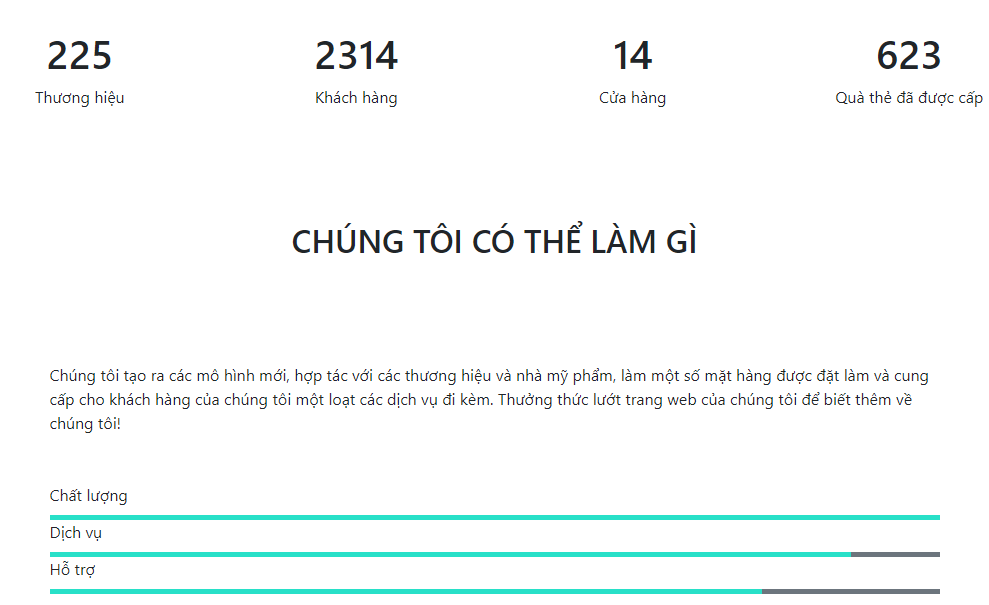 225
2314
14
623
Thương hiệu
Khách hàng
Cửa hàng
Quà thẻ đã được cấp
CHÚNG TÔI CÓ THỂ LÀM GÌ
Chúng tôi tạo ra các mô hình mới, hợp tác với các thương hiệu và nhà mỹ phẩm, làm một số mặt hàng được đặt làm và cung
cấp cho khách hàng của chúng tôi một loạt các dịch vụ đi kèm. Thưởng thức lướt trang web của chúng tôi để biết thêm về
chúng tôi!
Chất lượng
Dịch vụ
Hỗ trợ